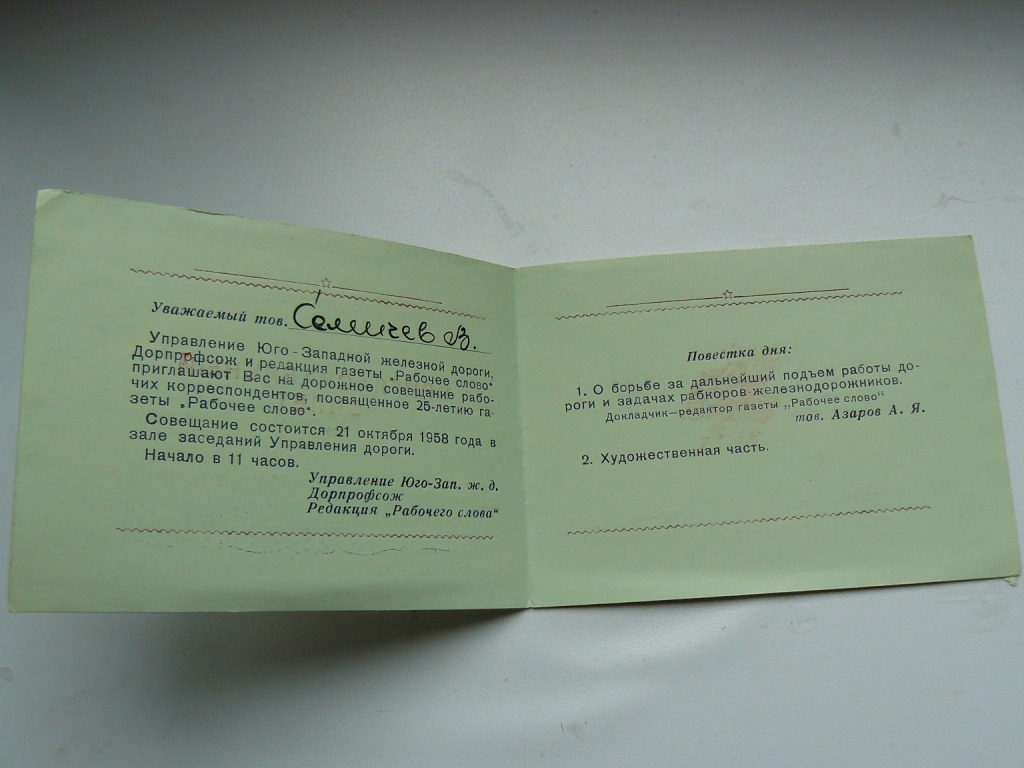 Уважаемый тов. Семичев В.
Управление Юго-Западной железной дороги,
Дорпрофсож и редакция газеты „Рабочее слово"
приглашают Вас на дорожное совещание рабо-
чих корреспондентов, посвященное 25-летию га-
зеты „Рабочее слово".
Совещание состоится 21 октября 1958 года в
зале заседаний Управления дороги.
Начало в 11 часов.
Управление Юго-Зап. ж. д.
Дорпрофсож
Редакция „Рабочего слова"
Повестка дня:
1. О борьбе за дальнейший подъем работы до-
роги и задачах рабкоров-железнодорожников.
Докладчик—редактор газеты „Рабочее слово"
тов. Азаров А. Я.
2. Художественная часть.